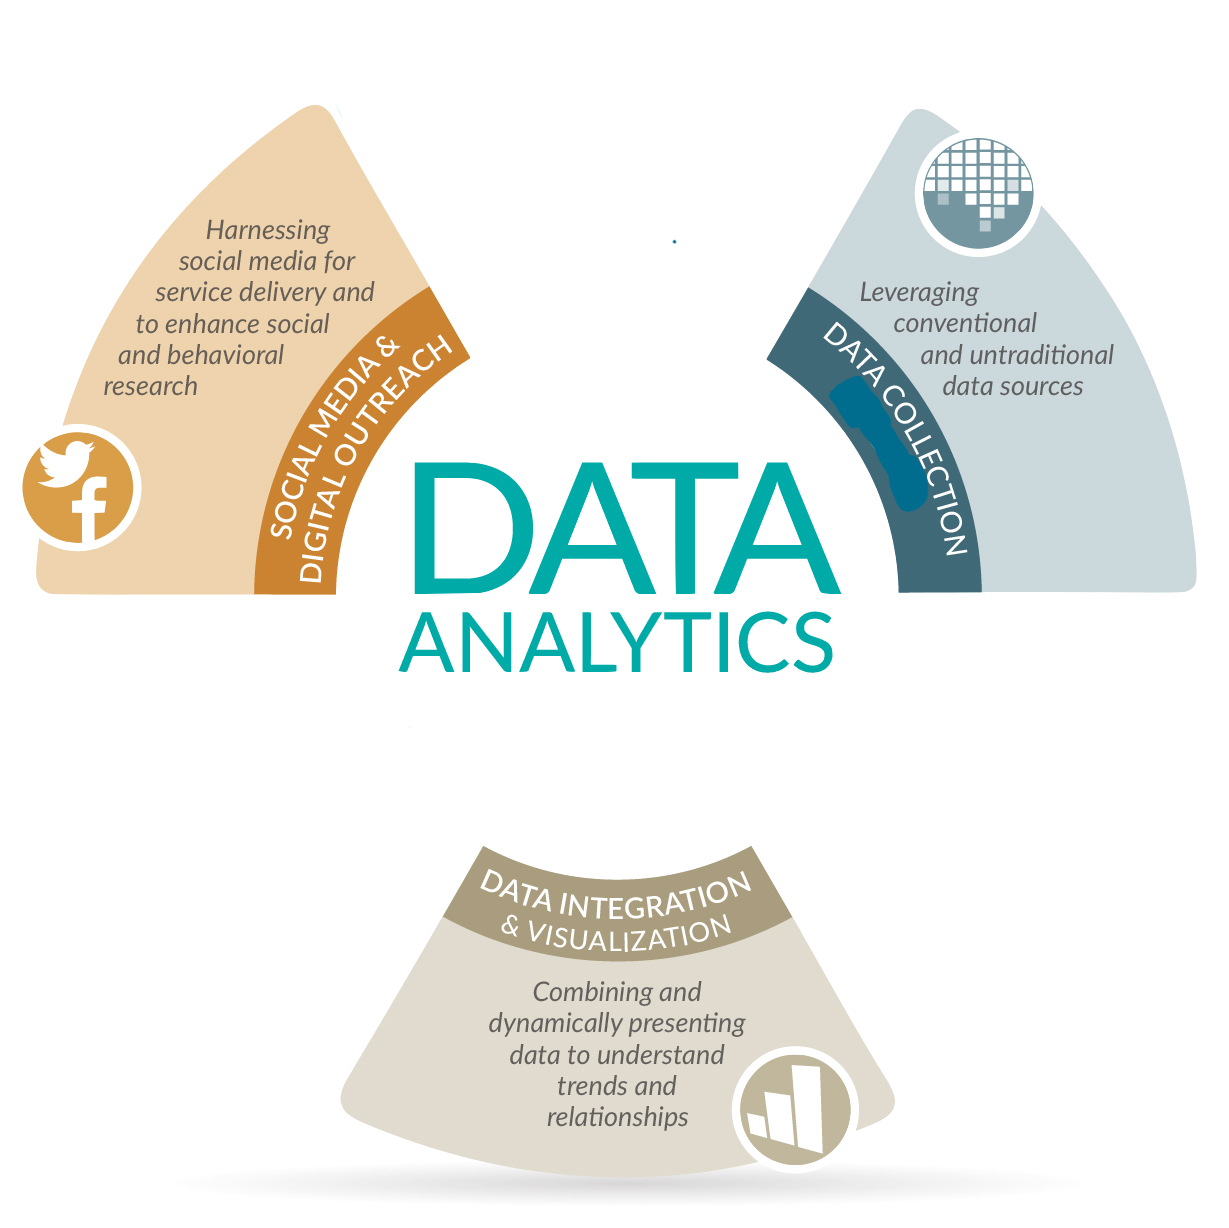 Harnessing
social media for
service delivery and
to enhance social
and behavioral
research
SOCIAL MEDIA &
DIGITAL OUTREACH
Leveraging
conventional
and untraditional
data sources
DATA COLLECTION
DATA
ANALYTICS
DATA INTEGRATION
& VISUALIZATION
Combining and
dynamically presenting
data to understand
trends and
relationships